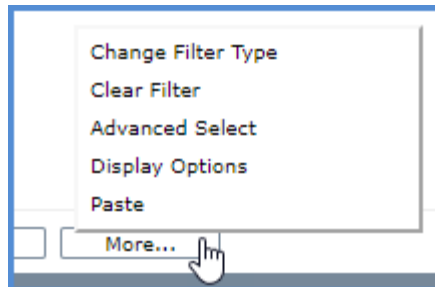 Change Filter Type
Clear Filter
Advanced Select
Display Options
Paste
More...